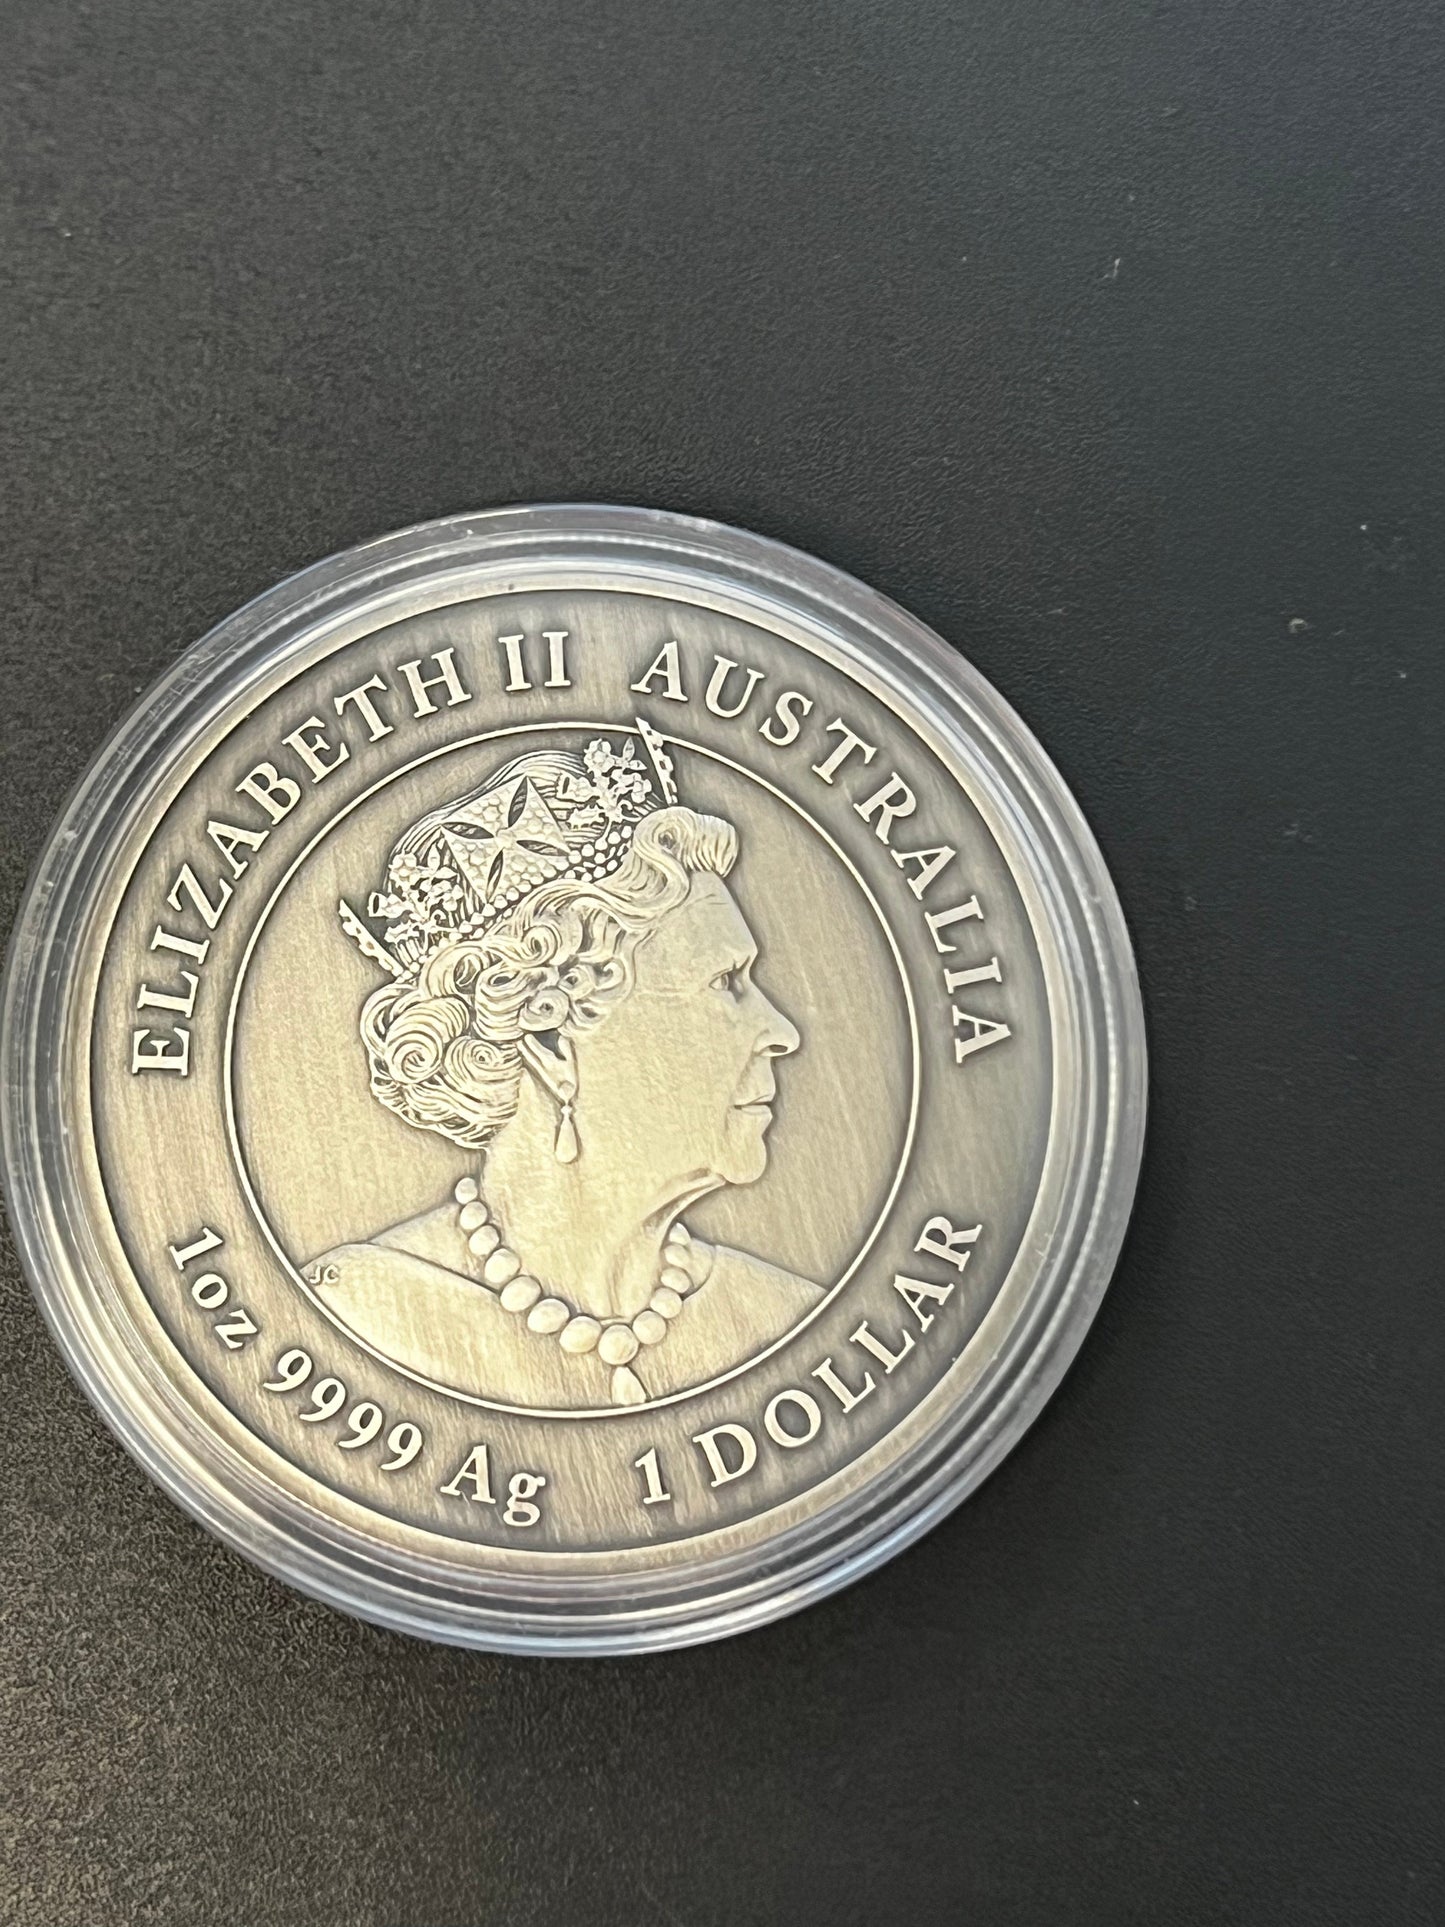 ELIZABETH II AUSTRALIA
1oz 9999 Ag 1 DOLLAR
JC